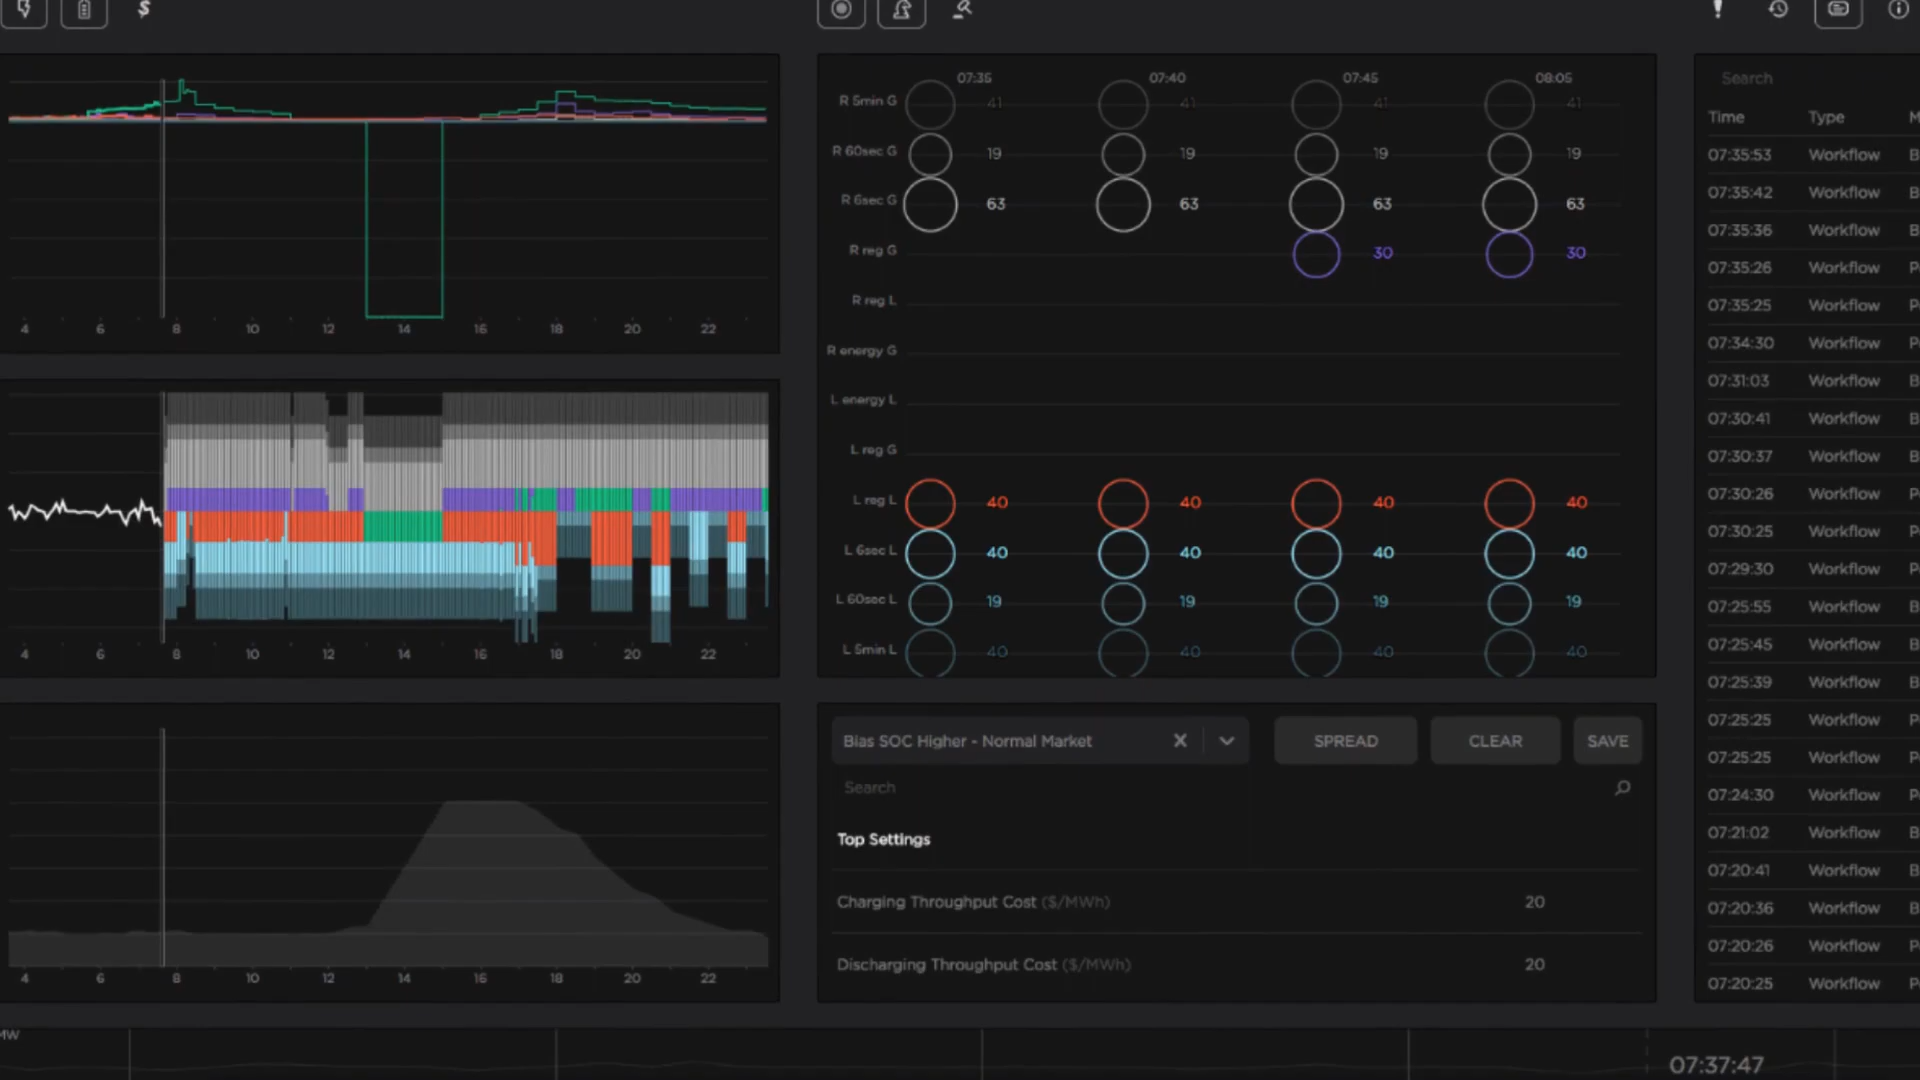 $
4 6 8 10 12 14 16 18 20 22
4 6 8 10 12 14 16 18 20 22
4 6 8 10 12 14 16 18 20 22
MW
07:35 07:40 07:45 08:05
R 5min G 41 41 41 41
R 60sec G 19 19 19 19
R 6sec G 63 63 63 63
R reg G 30 30
R reg L
R energy G
L energy L
L reg G
L reg L 40 40 40 40
L 6sec L 40 40 40 40
L 60sec L 19 19 19 19
L 5min L 40 40 40 40
Bias SOC Higher - Normal Market
SPREAD CLEAR SAVE
Search
Top Settings
Charging Throughput Cost ($/MWh) 20
Discharging Throughput Cost ($/MWh) 20
Search
Time Type M
07:35:53 Workflow B
07:35:42 Workflow B
07:35:36 Workflow B
07:35:26 Workflow P
07:35:25 Workflow P
07:34:30 Workflow P
07:31:03 Workflow B
07:30:41 Workflow B
07:30:37 Workflow B
07:30:26 Workflow P
07:30:25 Workflow P
07:29:30 Workflow P
07:25:55 Workflow B
07:25:45 Workflow B
07:25:39 Workflow B
07:25:25 Workflow P
07:25:25 Workflow P
07:24:30 Workflow P
07:21:02 Workflow B
07:20:41 Workflow B
07:20:36 Workflow B
07:20:26 Workflow P
07:20:25 Workflow P
07:37:47